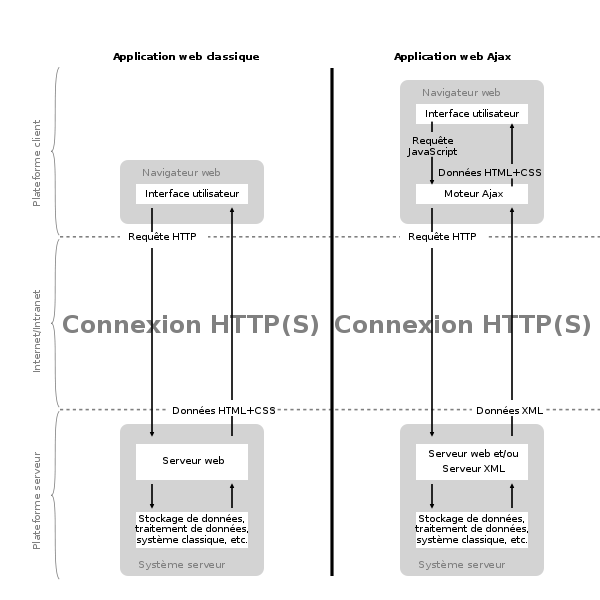 Application web classique
Application web Ajax
Plateforme client
Internet/Intranet
Plateforme serveur
Navigateur web
Interface utilisateur
Requête HTTP
Connexion HTTP(S)
Données HTML+CSS
Serveur web
Stockage de données,
traitement de données,
système classique, etc.
Système serveur
Navigateur web
Interface utilisateur
Requête
JavaScript
Données HTML+CSS
Moteur Ajax
Requête HTTP
Connexion HTTP(S)
Données XML
Serveur web et/ou
Serveur XML
Stockage de données,
traitement de données,
système classique, etc.
Système serveur